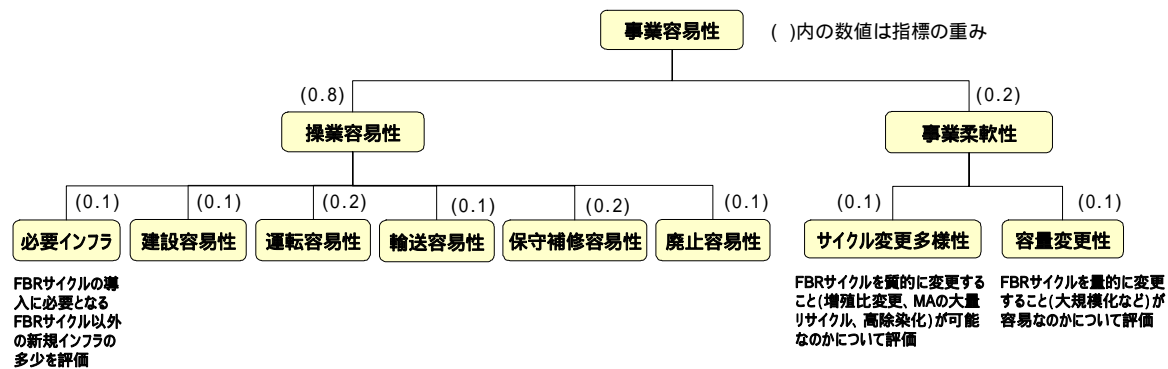 事業容易性
( )内の数値は指標の重み
(0.8)
(0.2)
操業容易性
事業柔軟性
(0.1)
(0.1)
(0.2)
(0.1)
(0.2)
(0.1)
(0.1)
(0.1)
必要インフラ
建設容易性
運転容易性
輸送容易性
保守補修容易性
廃止容易性
サイクル変更多様性
容量変更性
FBRサイクルの導
入に必要となる
FBRサイクル以外
の新規インフラの
多少を評価
FBRサイクルを質的に変更する
こと(増殖比変更、MAの大量
リサイクル、高除染化)が可能
なのかについて評価
FBRサイクルを量的に変更
すること(大規模化など)が
容易なのかについて評価